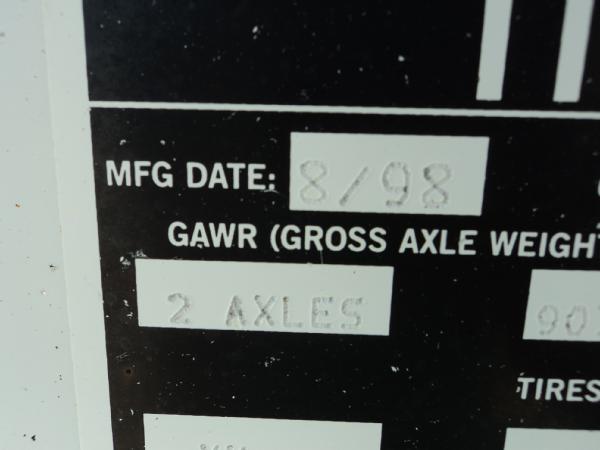 MFG DATE: 8/98
GAWR (GROSS AXLE WEIGHT
2 AXLES
TIRES